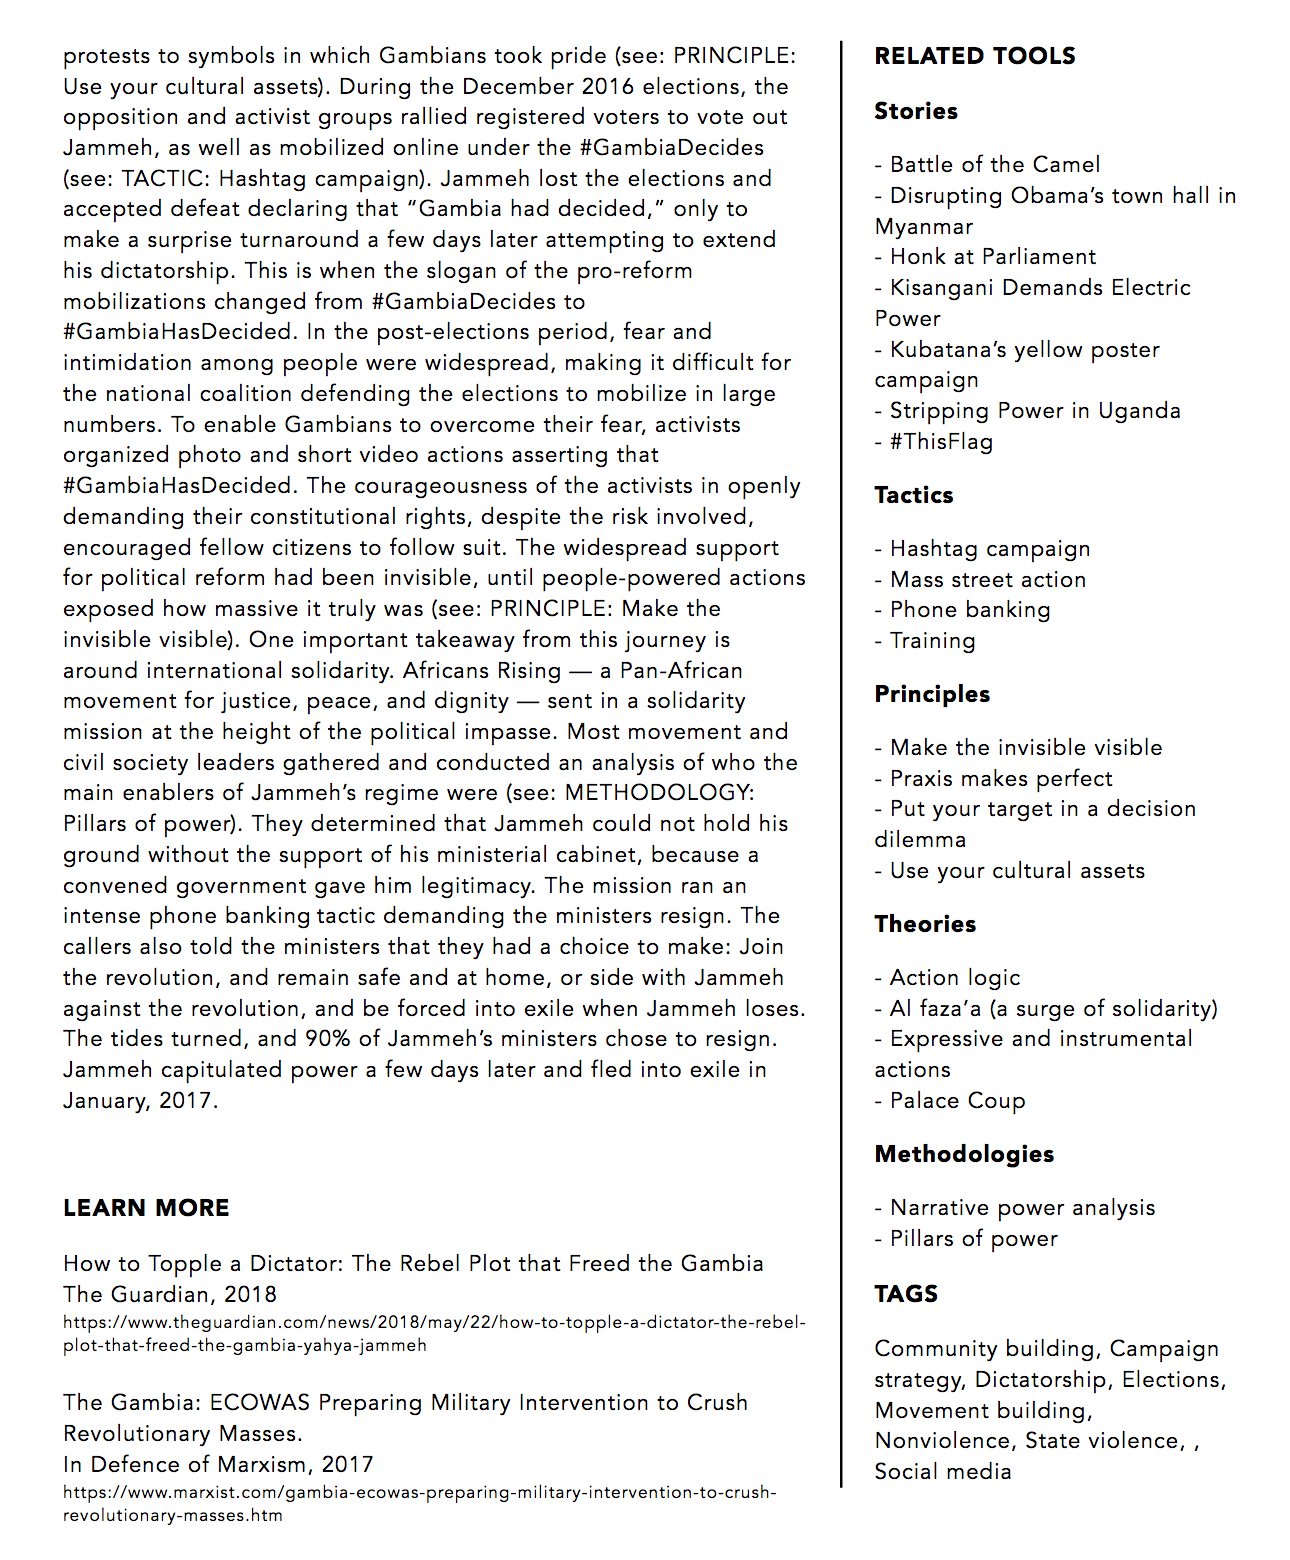 protests to symbols in which Gambians took pride (see: PRINCIPLE:
Use your cultural assets). During the December 2016 elections, the
opposition and activist groups rallied registered voters to vote out
Jammeh, as well as mobilized online under the #GambiaDecides
(see: TACTIC: Hashtag campaign). Jammeh lost the elections and
accepted defeat declaring that “Gambia had decided,” only to
make a surprise turnaround a few days later attempting to extend
his dictatorship. This is when the slogan of the pro-reform
mobilizations changed from #GambiaDecides to
#GambiaHasDecided. In the post-elections period, fear and
intimidation among people were widespread, making it difficult for
the national coalition defending the elections to mobilize in large
numbers. To enable Gambians to overcome their fear, activists
organized photo and short video actions asserting that
#GambiaHasDecided. The courageousness of the activists in openly
demanding their constitutional rights, despite the risk involved,
encouraged fellow citizens to follow suit. The widespread support
for political reform had been invisible, until people-powered actions
exposed how massive it truly was (see: PRINCIPLE: Make the
invisible visible). One important takeaway from this journey is
around international solidarity. Africans Rising — a Pan-African
movement for justice, peace, and dignity — sent in a solidarity
mission at the height of the political impasse. Most movement and
civil society leaders gathered and conducted an analysis of who the
main enablers of Jammeh’s regime were (see: METHODOLOGY:
Pillars of power). They determined that Jammeh could not hold his
ground without the support of his ministerial cabinet, because a
convened government gave him legitimacy. The mission ran an
intense phone banking tactic demanding the ministers resign. The
callers also told the ministers that they had a choice to make: Join
the revolution, and remain safe and at home, or side with Jammeh
against the revolution, and be forced into exile when Jammeh loses.
The tides turned, and 90% of Jammeh’s ministers chose to resign.
Jammeh capitulated power a few days later and fled into exile in
January, 2017.
LEARN MORE
How to Topple a Dictator: The Rebel Plot that Freed the Gambia
The Guardian, 2018
https://www.theguardian.com/news/2018/may/22/how-to-topple-a-dictator-the-rebel-
plot-that-freed-the-gambia-yahya-jammeh
The Gambia: ECOWAS Preparing Military Intervention to Crush
Revolutionary Masses.
In Defence of Marxism, 2017
https://www.marxist.com/gambia-ecowas-preparing-military-intervention-to-crush-
revolutionary-masses.htm
RELATED TOOLS
Stories
- Battle of the Camel
- Disrupting Obama’s town hall in
Myanmar
- Honk at Parliament
- Kisangani Demands Electric
Power
- Kubatana’s yellow poster
campaign
- Stripping Power in Uganda
- #ThisFlag
Tactics
- Hashtag campaign
- Mass street action
- Phone banking
- Training
Principles
- Make the invisible visible
- Praxis makes perfect
- Put your target in a decision
dilemma
- Use your cultural assets
Theories
- Action logic
- Al faza’a (a surge of solidarity)
- Expressive and instrumental
actions
- Palace Coup
Methodologies
- Narrative power analysis
- Pillars of power
TAGS
Community building, Campaign
strategy, Dictatorship, Elections,
Movement building,
Nonviolence, State violence, ,
Social media